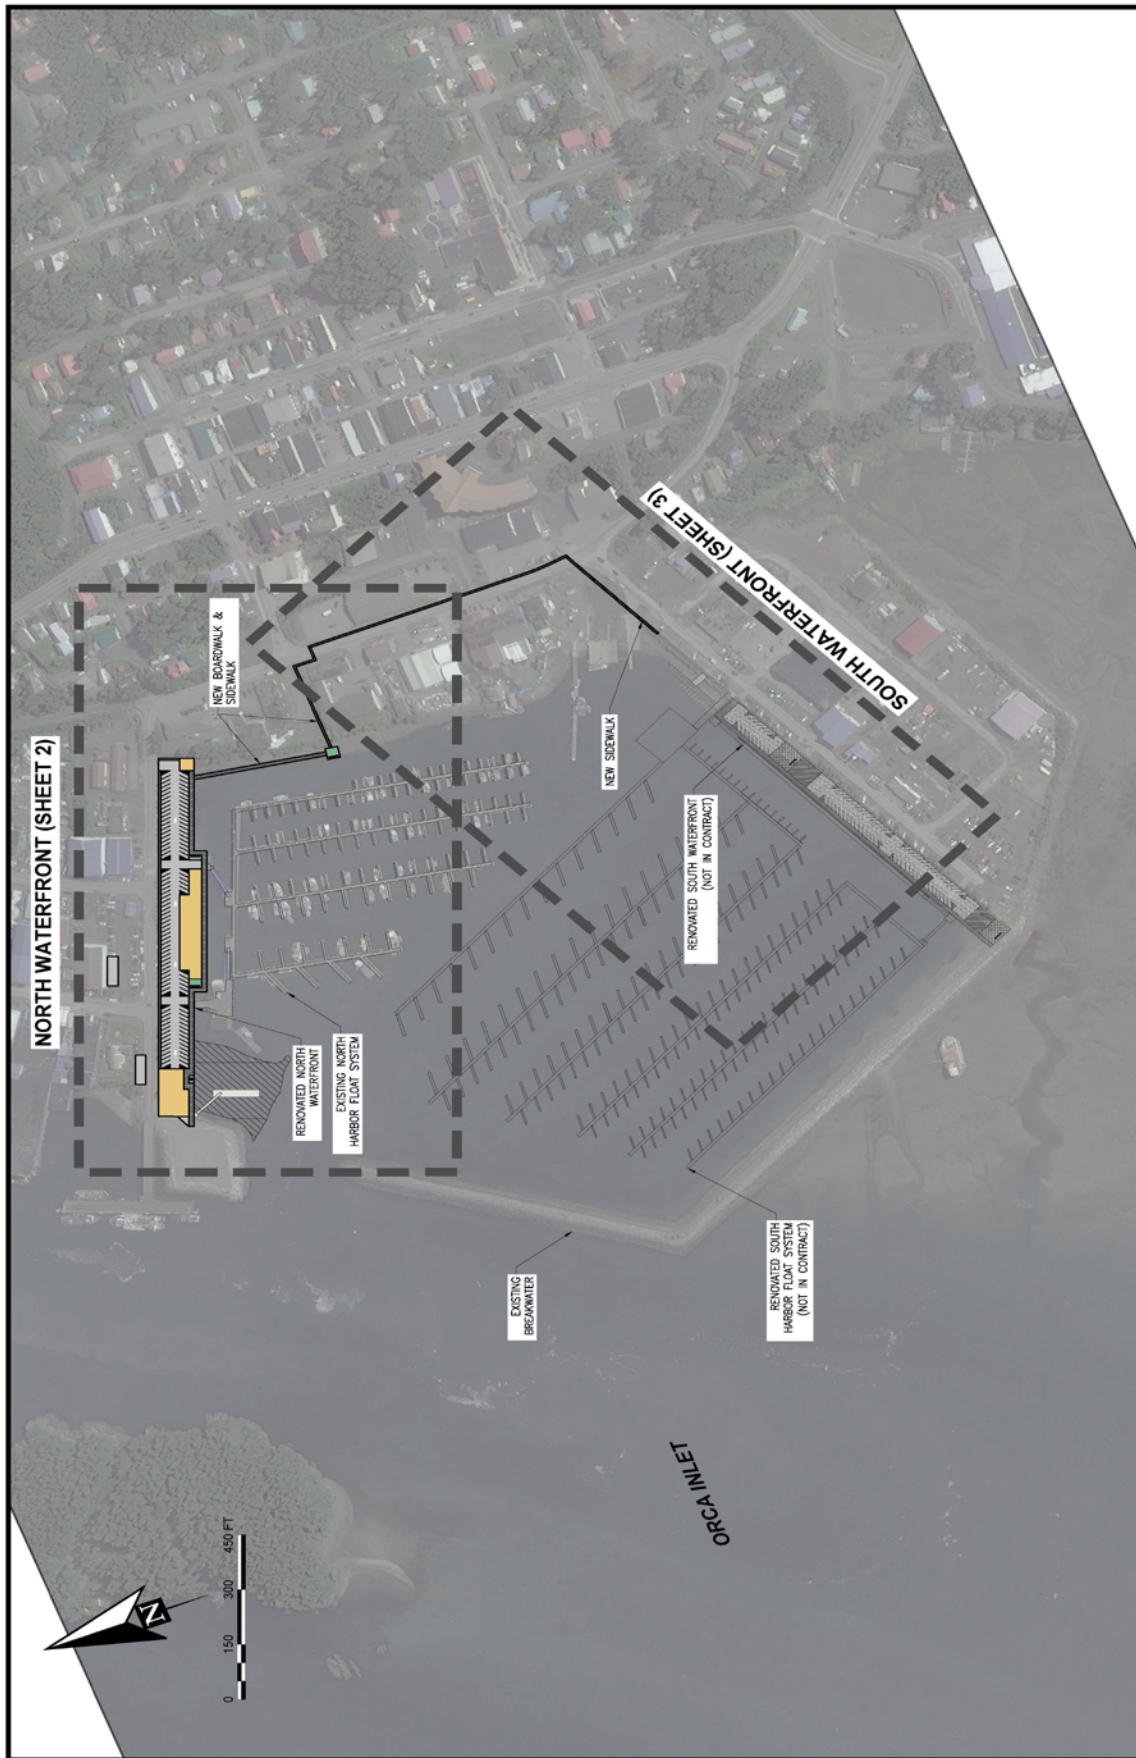 NORTH WATERFRONT (SHEET 2)
NEW BOARDWALK &
SIDEWALK
SOUTH WATERFRONT (SHEET 3)
NEW SIDEWALK
RENOVATED SOUTH WATERFRONT
(NOT IN CONTRACT)
RENOVATED NORTH
WATERFRONT
EXISTING NORTH
HARBOR FLOAT SYSTEM
EXISTING
BREAKWATER
RENOVATED SOUTH
HARBOR FLOAT SYSTEM
(NOT IN CONTRACT)
ORCA INLET
N
0 150 300 450 FT